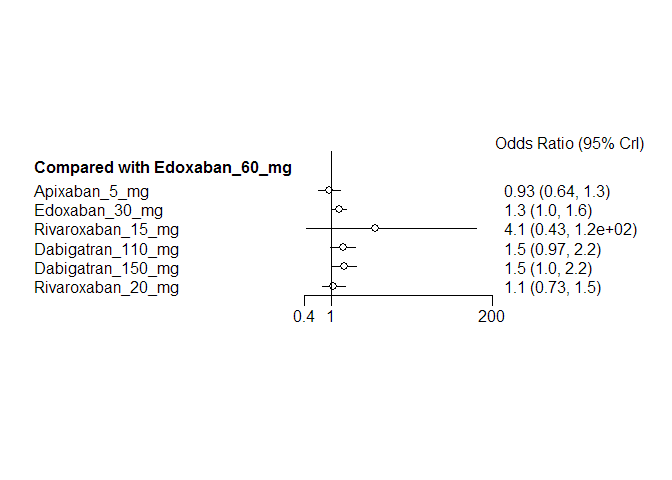 Odds Ratio (95% CrI)
Compared with Edoxaban_60_mg
Apixaban_5_mg 0.93 (0.64, 1.3)
Edoxaban_30_mg 1.3 (1.0, 1.6)
Rivaroxaban_15_mg 4.1 (0.43, 1.2e+02)
Dabigatran_110_mg 1.5 (0.97, 2.2)
Dabigatran_150_mg 1.5 (1.0, 2.2)
Rivaroxaban_20_mg 1.1 (0.73, 1.5)
0.4 1 200